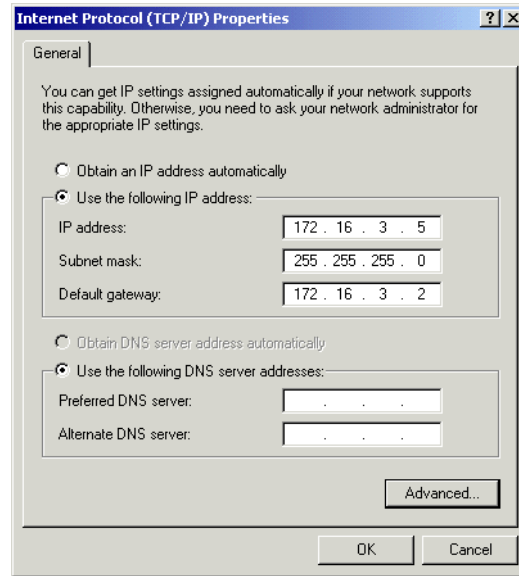 Internet Protocol (TCP/IP) Properties
General
You can get IP settings assigned automatically if your network supports
this capability. Otherwise, you need to ask your network administrator for
the appropriate IP settings.
Obtain an IP address automatically
Use the following IP address:
IP address: 172 . 16 . 3 . 5
Subnet mask: 255 . 255 . 255 . 0
Default gateway: 172 . 16 . 3 . 2
Obtain DNS server address automatically
Use the following DNS server addresses:
Preferred DNS server: . . .
Alternate DNS server: . . .
Advanced...
OK Cancel